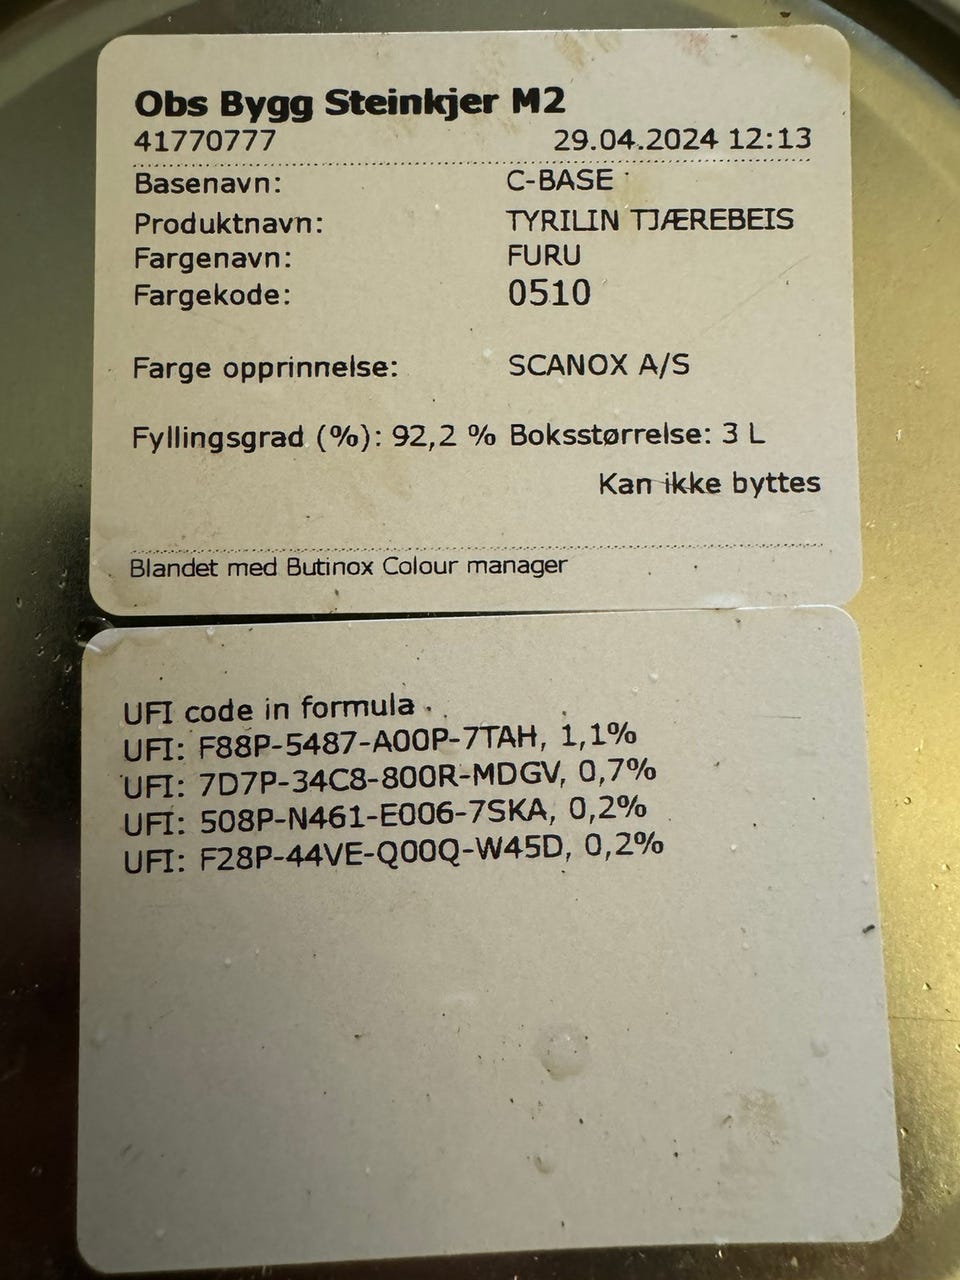 Obs Bygg Steinkjer M2
41770777 29.04.2024 12:13
Basenavn: C-BASE
Produktnavn: TYRILIN TJÆREBEIS
Fargenavn: FURU
Fargekode: 0510
Farge opprinnelse: SCANOX A/S
Fyllingsgrad (%): 92,2 % Boksstørrelse: 3 L
Kan ikke byttes
Blandet med Butinox Colour manager
UFI code in formula
UFI: F88P-5487-A00P-7TAH, 1,1%
UFI: 7D7P-34C8-800R-MDGV, 0,7%
UFI: 508P-N461-E006-7SKA, 0,2%
UFI: F28P-44VE-Q00Q-W45D, 0,2%